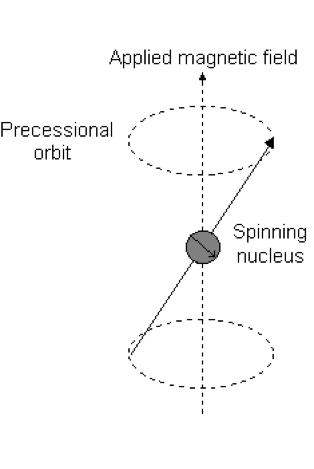 Applied magnetic field
Precessional
orbit
Spinning
nucleus